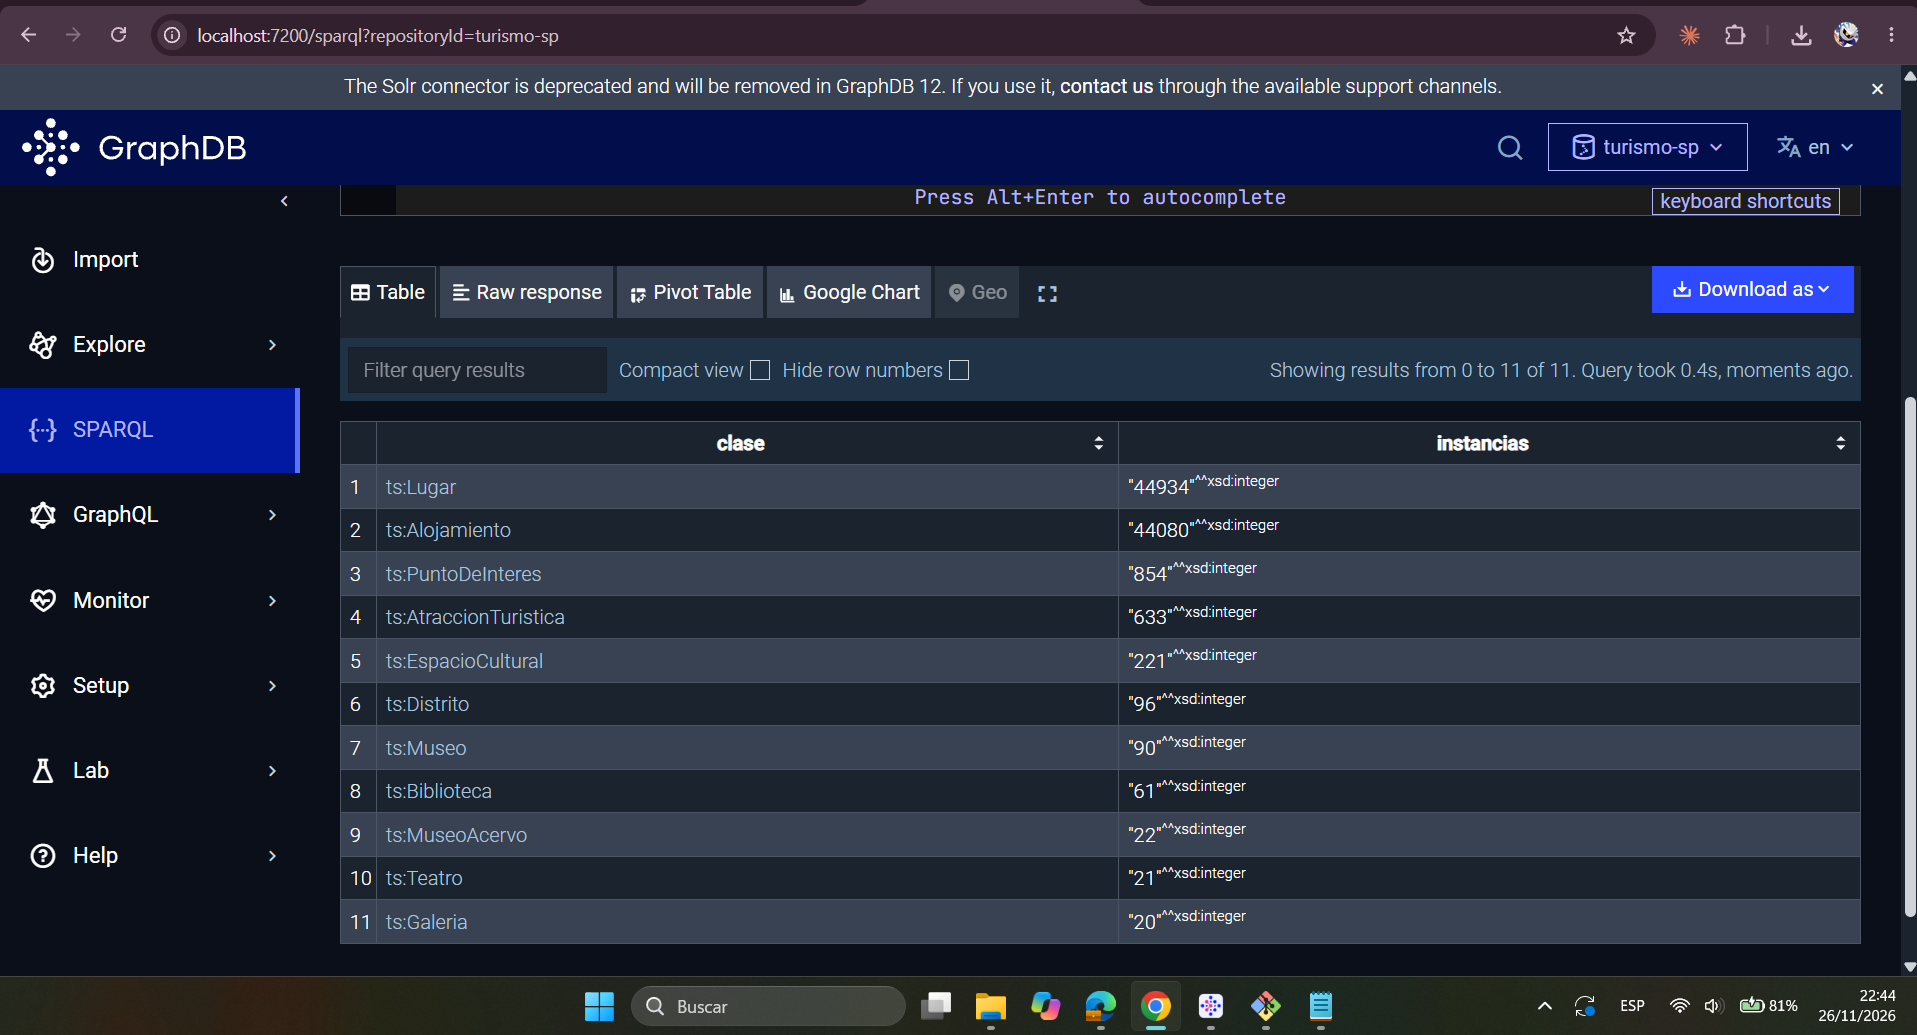 localhost:7200/sparql?repositoryId=turismo-sp
The Solr connector is deprecated and will be removed in GraphDB 12. If you use it, contact us through the available support channels.
GraphDB
turismo-sp
en
Press Alt+Enter to autocomplete
keyboard shortcuts
Import
Explore
SPARQL
GraphQL
Monitor
Setup
Lab
Help
Table
Raw response
Pivot Table
Google Chart
Geo
Download as
Filter query results
Compact view
Hide row numbers
Showing results from 0 to 11 of 11. Query took 0.4s, moments ago.
clase instancias
1 ts:Lugar "44934"^^xsd:integer
2 ts:Alojamiento "44080"^^xsd:integer
3 ts:PuntoDeInteres "854"^^xsd:integer
4 ts:AtraccionTuristica "633"^^xsd:integer
5 ts:EspacioCultural "221"^^xsd:integer
6 ts:Distrito "96"^^xsd:integer
7 ts:Museo "90"^^xsd:integer
8 ts:Biblioteca "61"^^xsd:integer
9 ts:MuseoAcervo "22"^^xsd:integer
10 ts:Teatro "21"^^xsd:integer
11 ts:Galeria "20"^^xsd:integer
Buscar
ESP
81%
22:44
26/11/2026